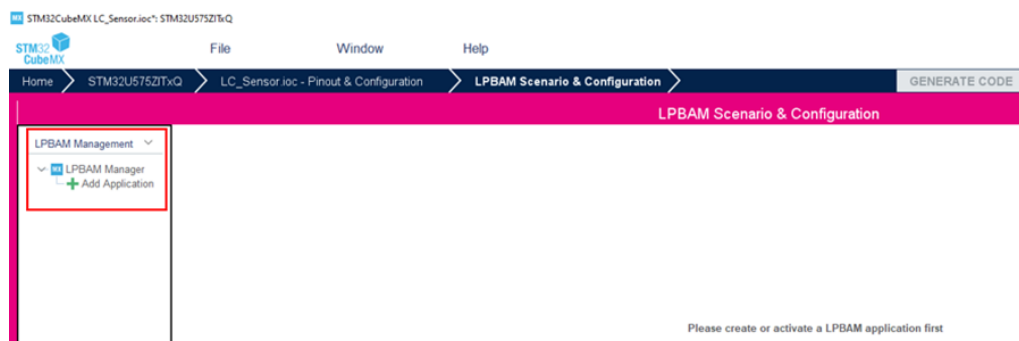 MX STM32CubeMX LC_Sensor.ioc*: STM32U575ZITxQ
STM32 CubeMX
File Window Help
Home STM32U575ZITxQ LC_Sensor.ioc - Pinout & Configuration LPBAM Scenario & Configuration GENERATE CODE
LPBAM Scenario & Configuration
LPBAM Management
MX LPBAM Manager
Add Application
Please create or activate a LPBAM application first